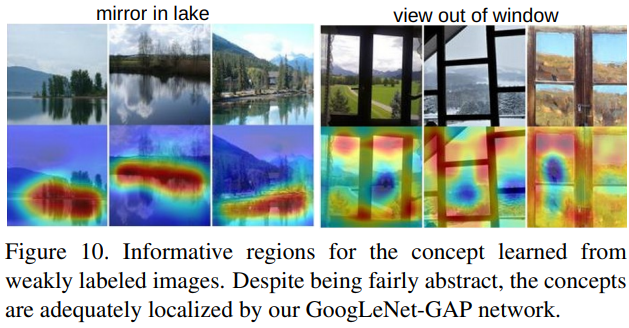 mirror in lake
view out of window
Figure 10. Informative regions for the concept learned from
weakly labeled images. Despite being fairly abstract, the concepts
are adequately localized by our GoogLeNet-GAP network.